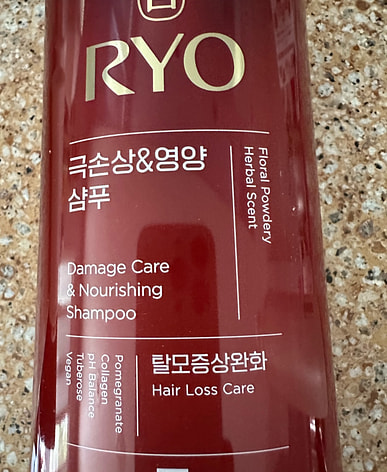 RYO
극손상&영양
샴푸
Floral Powdery
Herbal Scent
Damage Care
& Nourishing
Shampoo
Pomegranate
Collagen
pH Balance
Tuberose
Vegan
탈모증상완화
Hair Loss Care